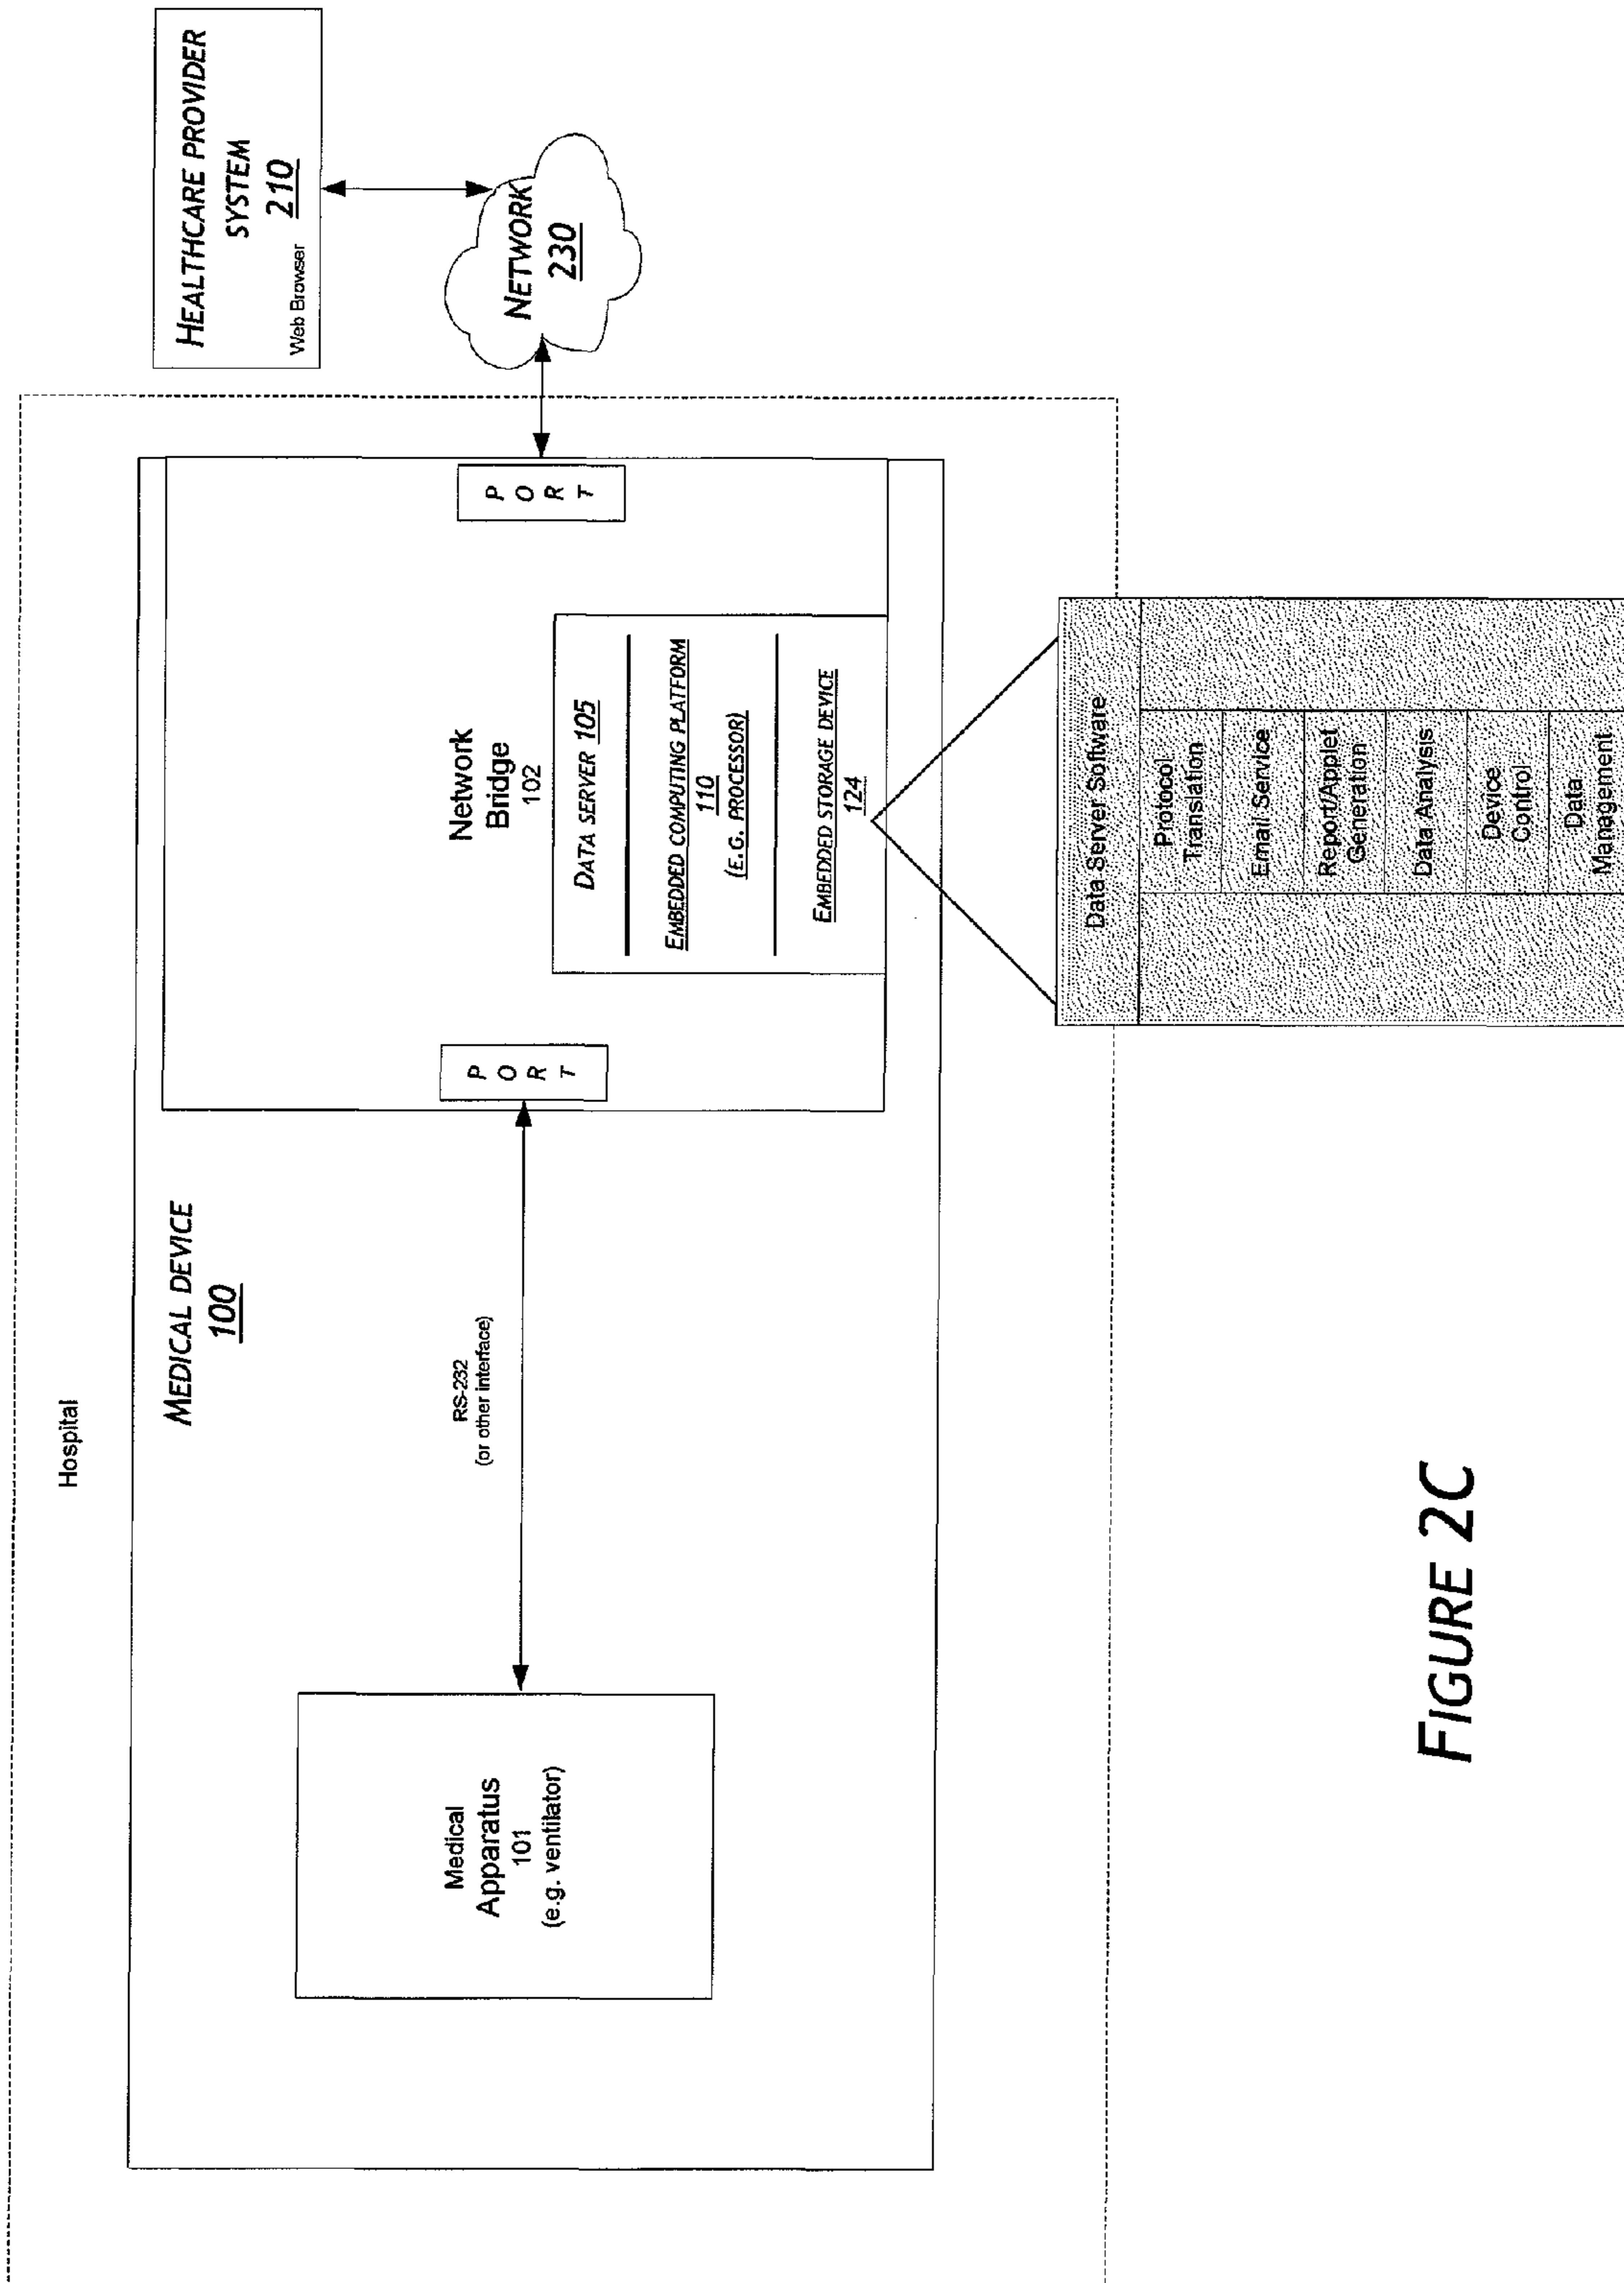 Hospital
MEDICAL DEVICE
100
Medical
Apparatus
101
(e.g. ventilator)
RS-232
(or other interface)
P
O
R
T
Network
Bridge
102
DATA SERVER 105
EMBEDDED COMPUTING PLATFORM
110
(E.G. PROCESSOR)
EMBEDDED STORAGE DEVICE
124
P
O
R
T
HEALTHCARE PROVIDER
SYSTEM
210
Web Browser
NETWORK
230
Data Server Software
Protocol
Translation
Email Service
Report/Applet
Generation
Data Analysis
Device
Control
Data
Management
FIGURE 2C